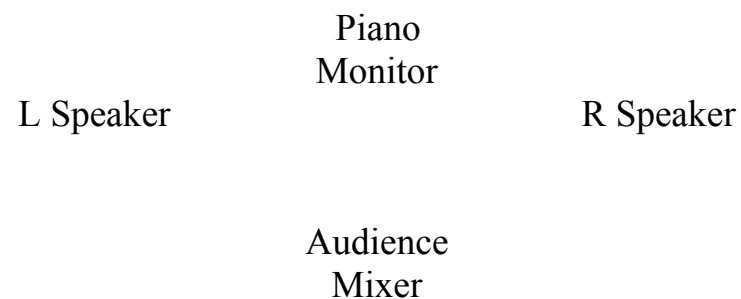 Piano
Monitor
L Speaker R Speaker
Audience
Mixer